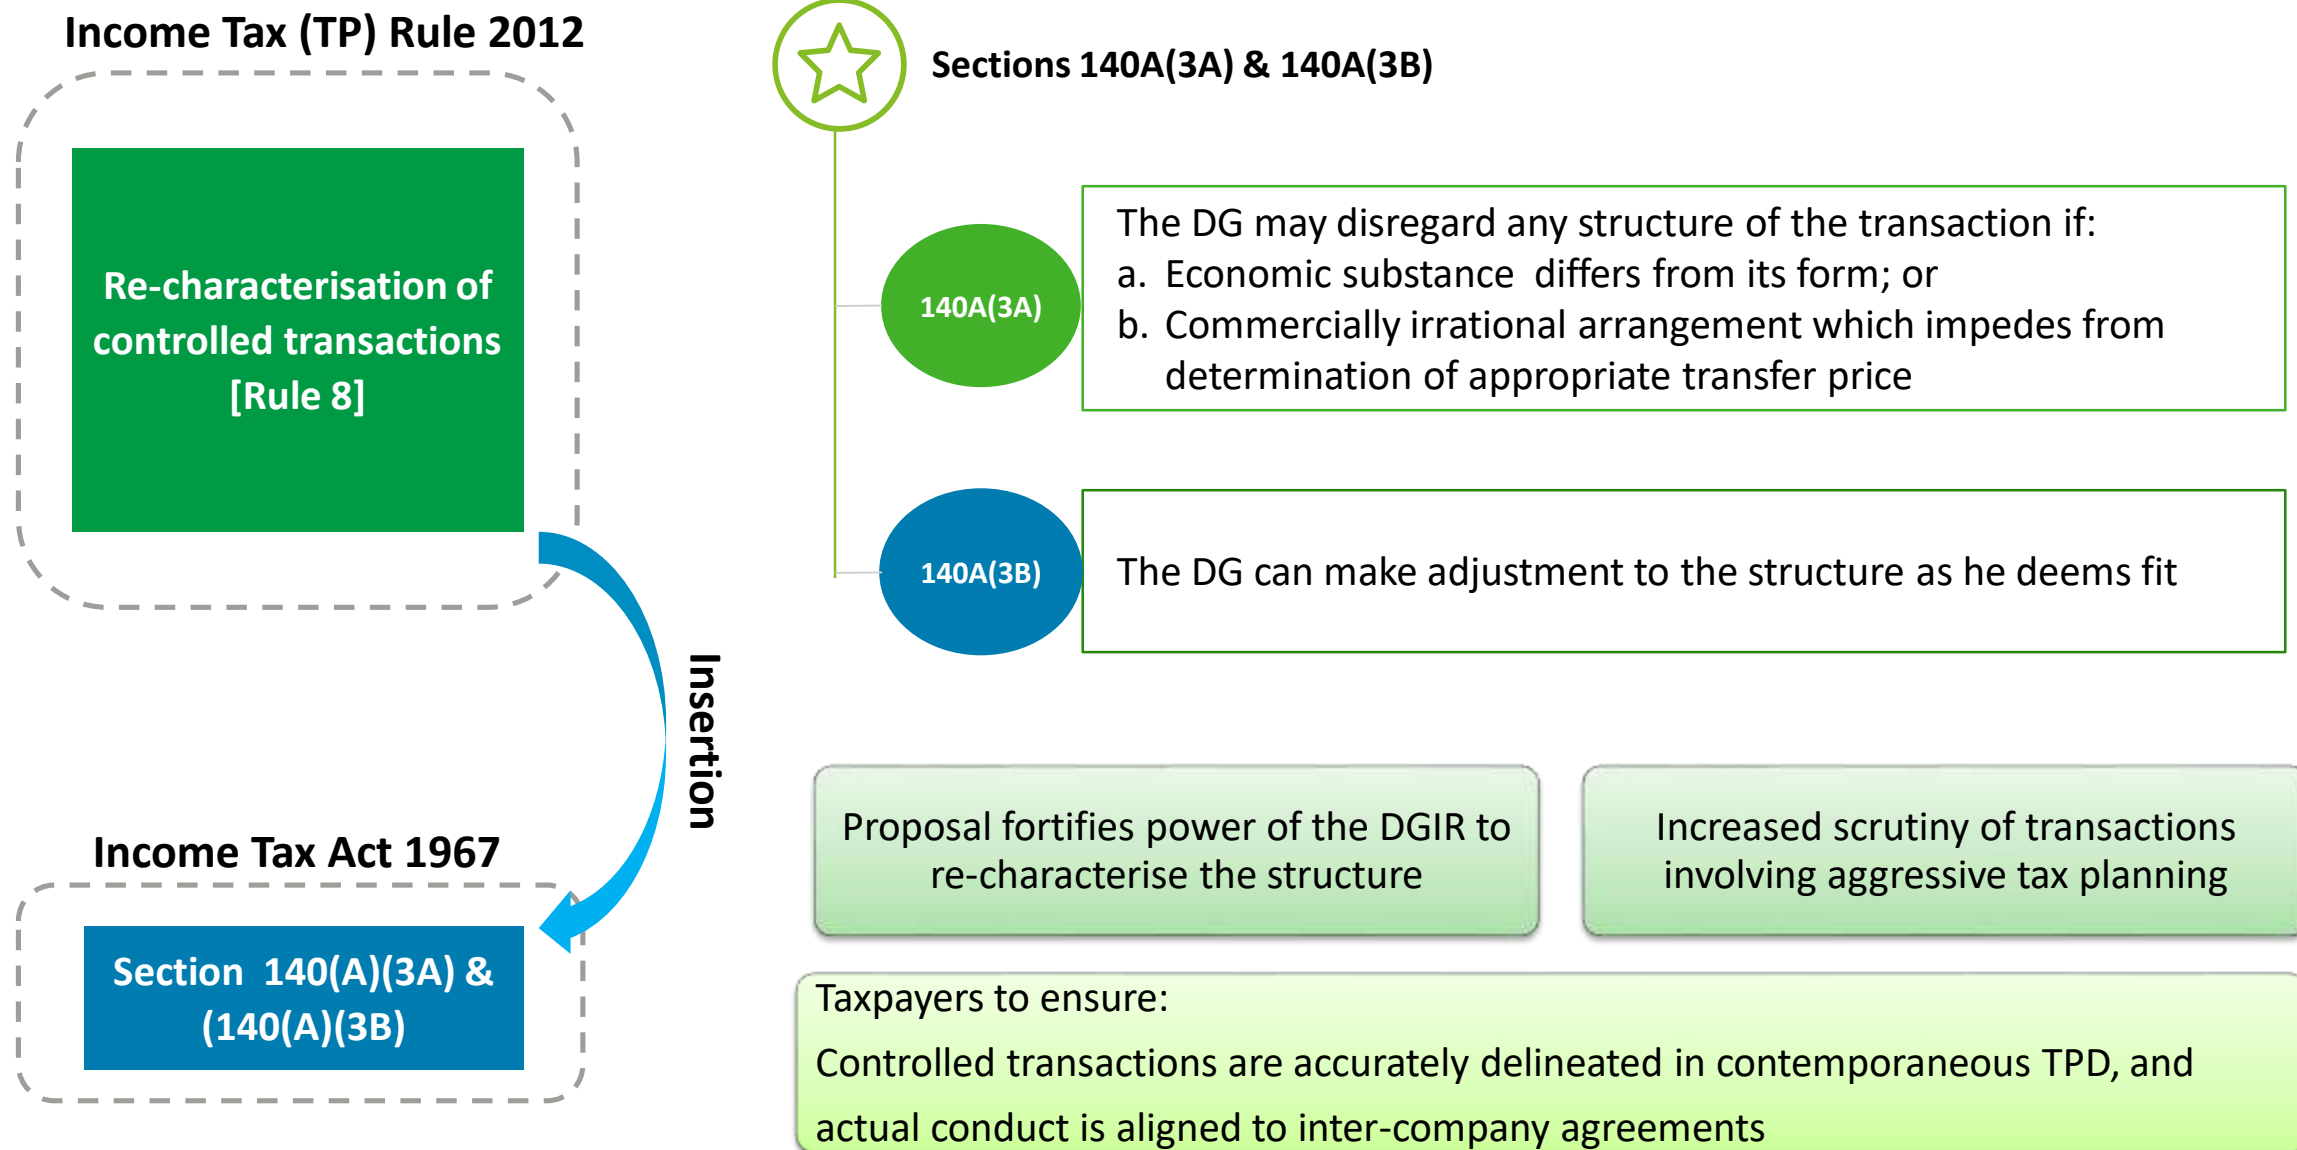 Income Tax (TP) Rule 2012
Re-characterisation of
controlled transactions
[Rule 8]
Insertion
Income Tax Act 1967
Section 140(A)(3A) &
(140(A)(3B)
Sections 140A(3A) & 140A(3B)
140A(3A)
The DG may disregard any structure of the transaction if:
a. Economic substance differs from its form; or
b. Commercially irrational arrangement which impedes from
determination of appropriate transfer price
140A(3B)
The DG can make adjustment to the structure as he deems fit
Proposal fortifies power of the DGIR to
re-characterise the structure
Increased scrutiny of transactions
involving aggressive tax planning
Taxpayers to ensure:
Controlled transactions are accurately delineated in contemporaneous TPD, and
actual conduct is aligned to inter-company agreements